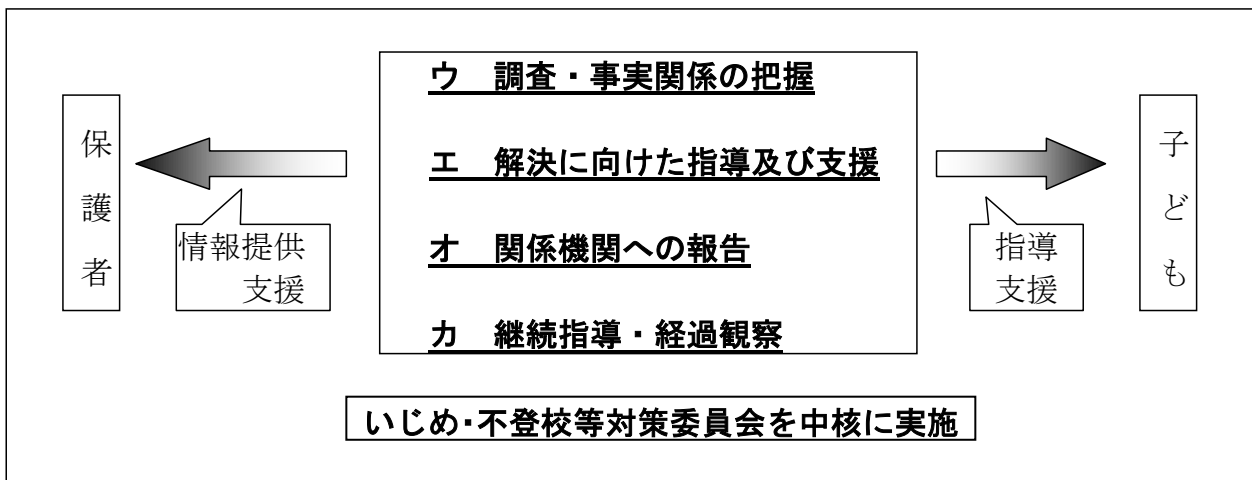 ウ　調査・事実関係の把握
保護者
子ども
エ　解決に向けた指導及び支援
情報提供
支援
指導
支援
オ　関係機関への報告
カ　継続指導・経過観察
いじめ・不登校等対策委員会を中核に実施